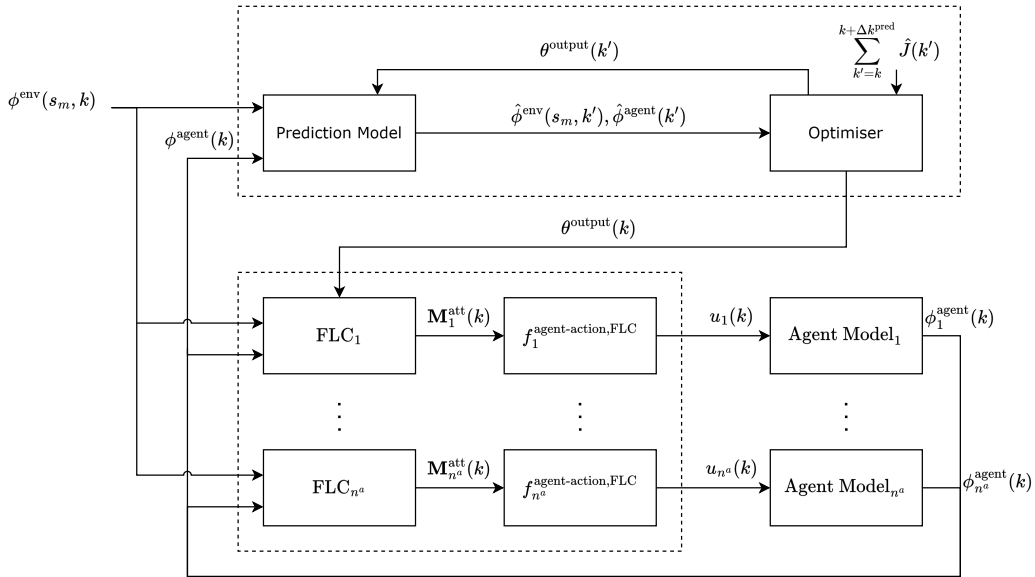 k+Δk^pred
∑ Ĵ(k′)
k′=k
θ^output(k′)
ϕ^env(s_m, k)
Prediction Model
ϕ̂^env(s_m, k′), ϕ̂^agent(k′)
Optimiser
ϕ^agent(k)
θ^output(k)
FLC_1
M_1^att(k)
f_1^agent-action,FLC
u_1(k)
Agent Model_1
ϕ_1^agent(k)
⋮ ⋮ ⋮
FLC_{n^a}
M_{n^a}^att(k)
f_{n^a}^agent-action,FLC
u_{n^a}(k)
Agent Model_{n^a}
ϕ_{n^a}^agent(k)